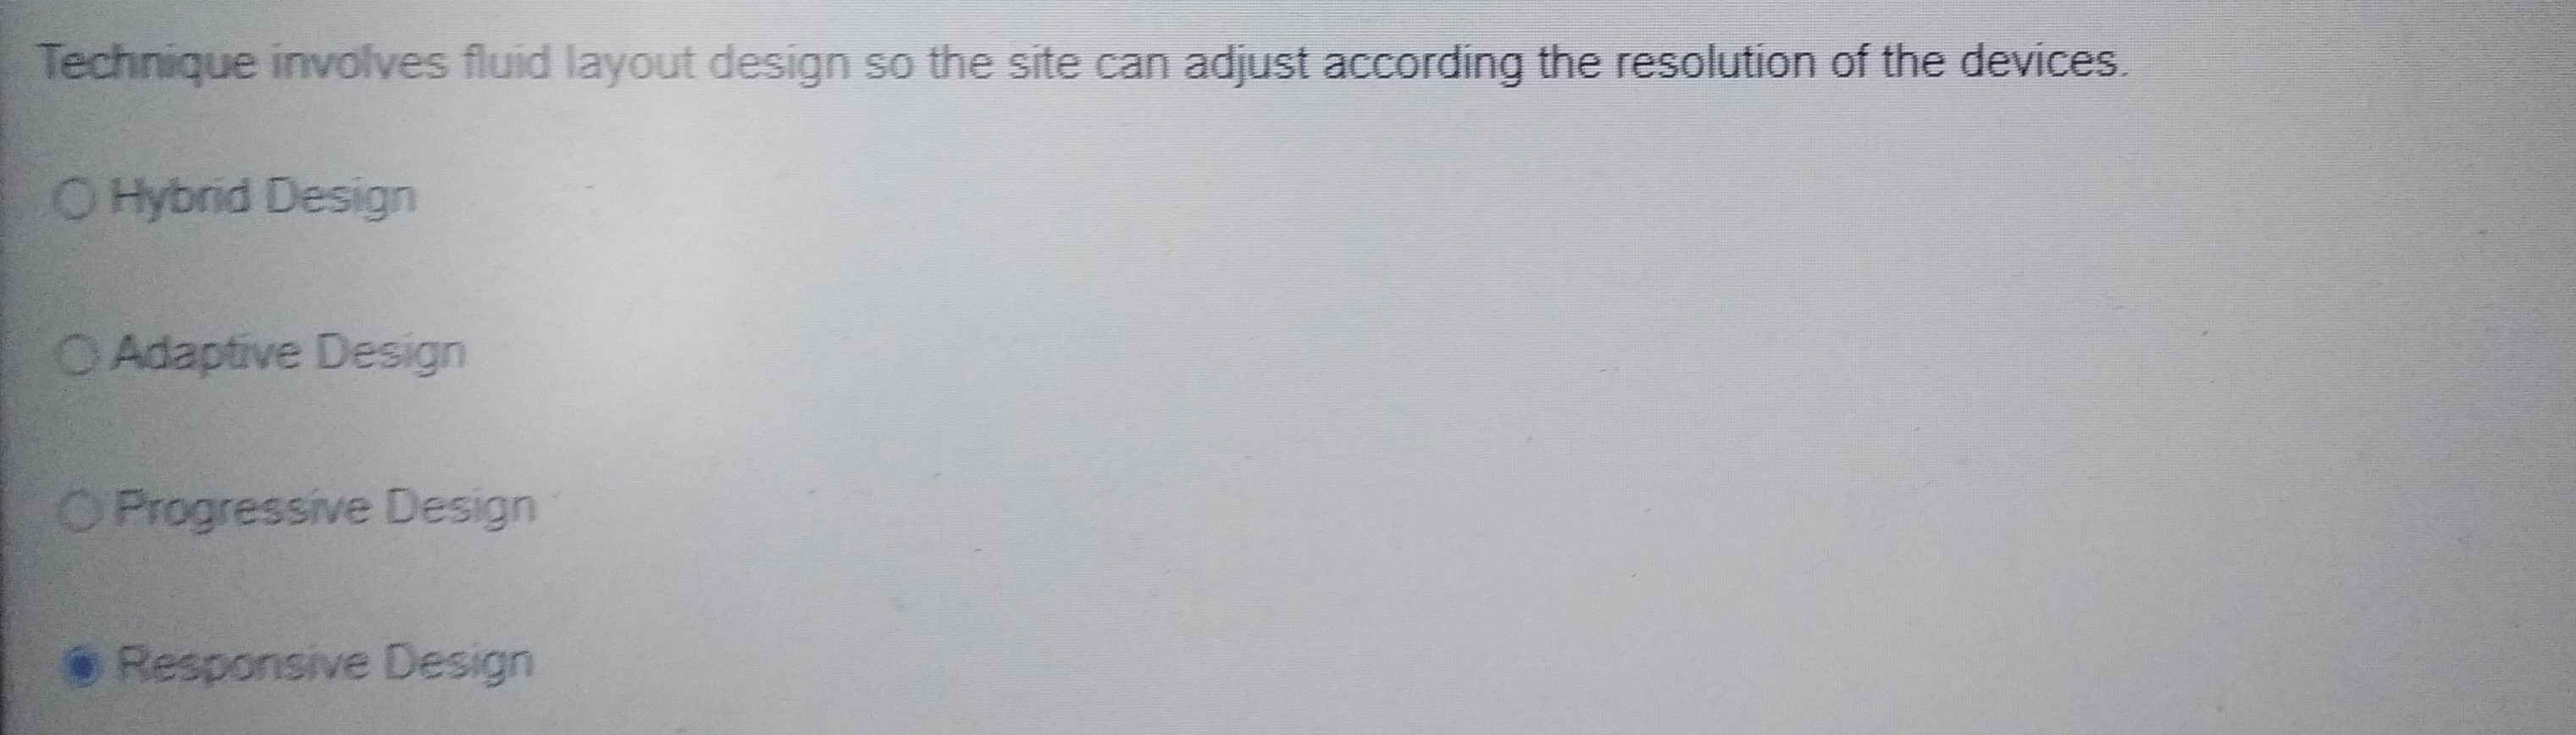 Technique involves fluid layout design so the site can adjust according the resolution of the devices.
Hybrid Design
Adaptive Design
Progressive Design
Responsive Design